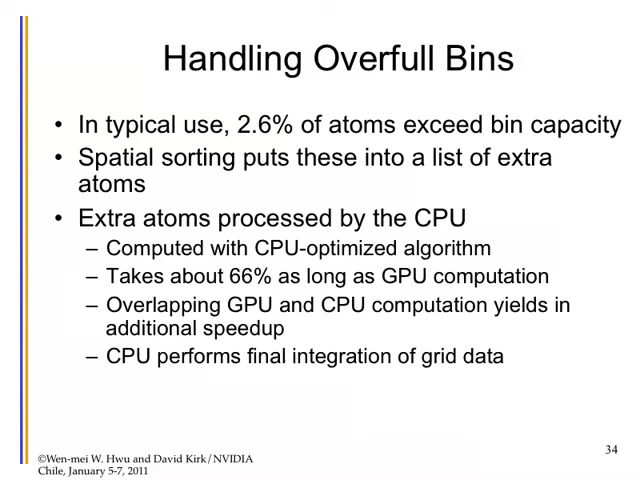 Handling Overfull Bins
• In typical use, 2.6% of atoms exceed bin capacity
• Spatial sorting puts these into a list of extra
atoms
• Extra atoms processed by the CPU
– Computed with CPU-optimized algorithm
– Takes about 66% as long as GPU computation
– Overlapping GPU and CPU computation yields in
additional speedup
– CPU performs final integration of grid data
34
©Wen-mei W. Hwu and David Kirk/NVIDIA
Chile, January 5-7, 2011